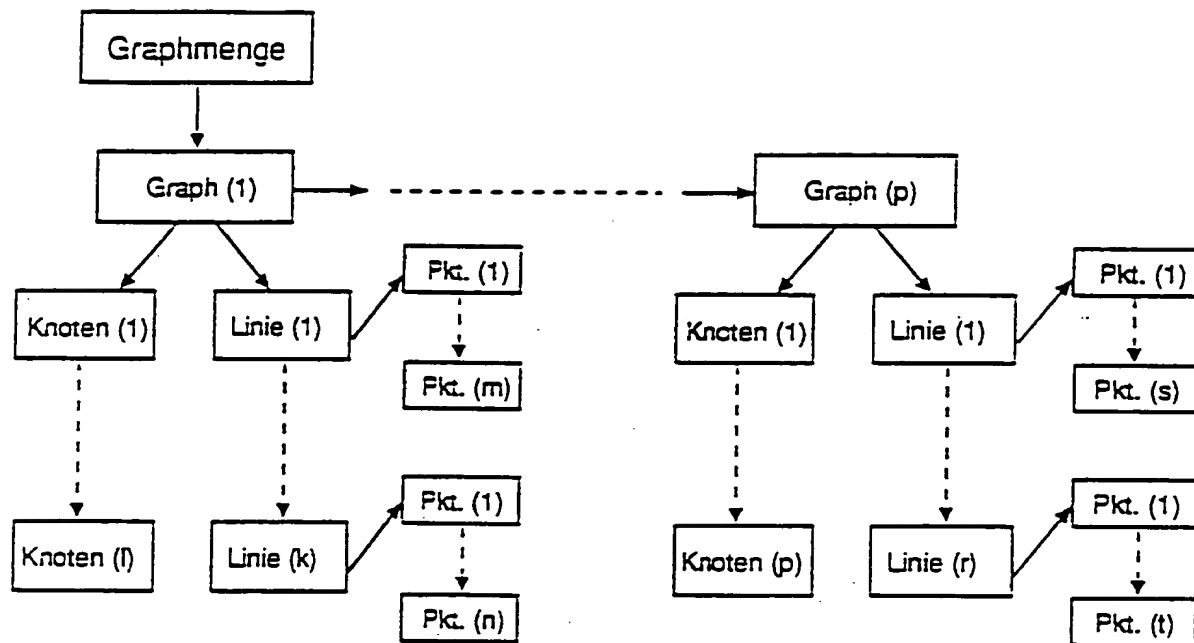 Graphmenge
Graph (1)
Graph (p)
Pkt. (1)
Pkt. (1)
Knoten (1)
Linie (1)
Knoten (1)
Linie (1)
Pkt. (m)
Pkt. (s)
Pkt. (1)
Pkt. (1)
Knoten (l)
Linie (k)
Knoten (p)
Linie (r)
Pkt. (n)
Pkt. (t)